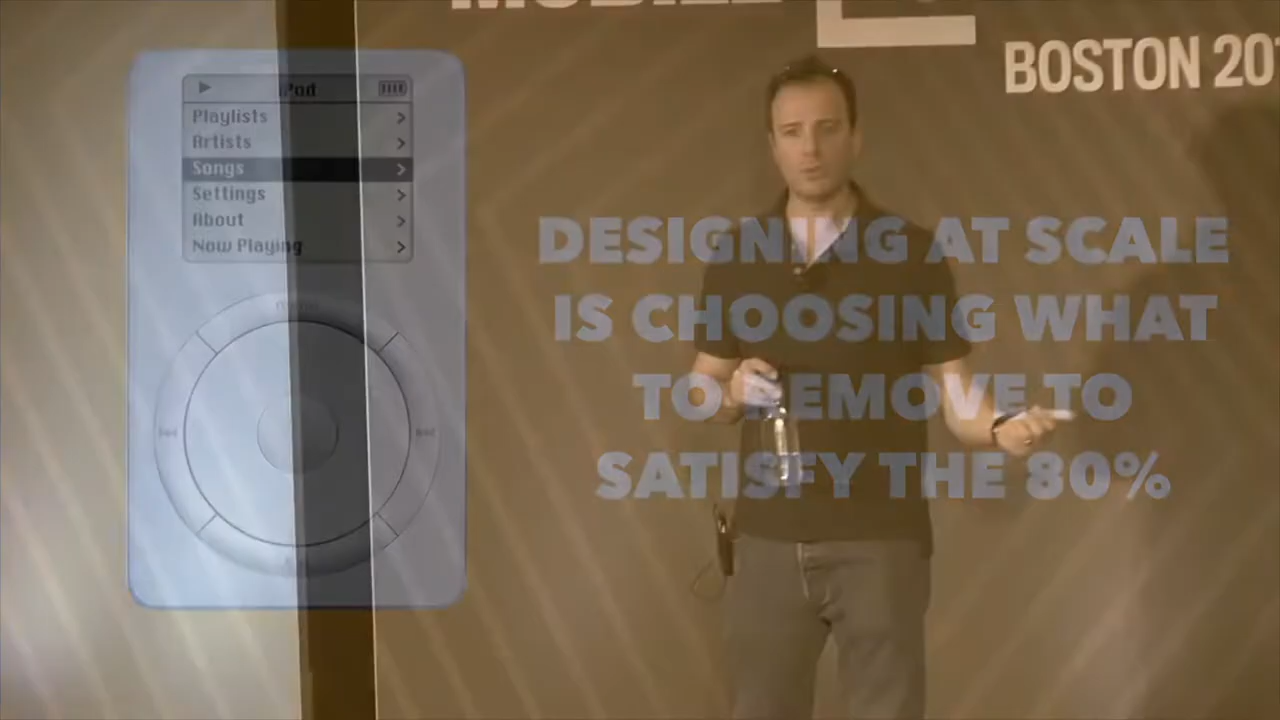 BOSTON 201
iPod
Playlists >
Artists >
Songs >
Settings >
About >
Now Playing >
DESIGNING AT SCALE
IS CHOOSING WHAT
TO REMOVE TO
SATISFY THE 80%